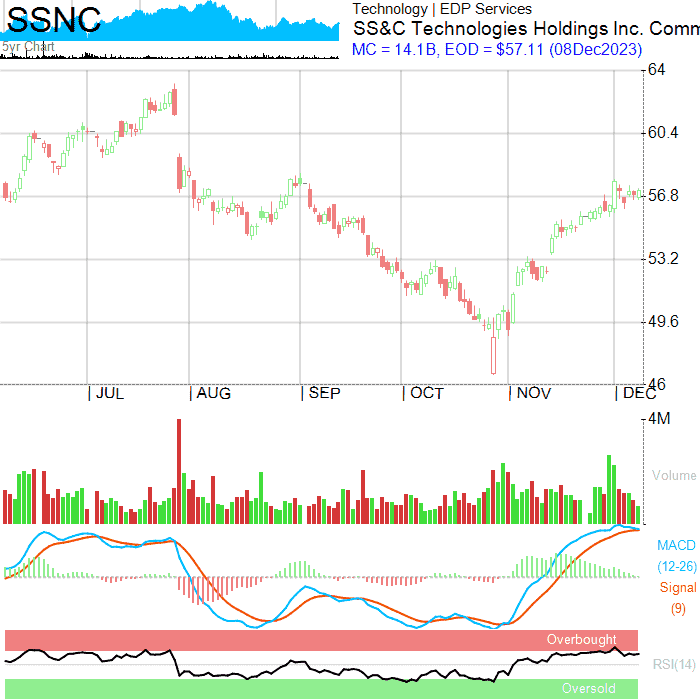 SSNC
5yr Chart
Technology | EDP Services
SS&C Technologies Holdings Inc. Comm
MC = 14.1B, EOD = $57.11 (08Dec2023)
64
60.4
56.8
53.2
49.6
46
| JUL | AUG | SEP | OCT | NOV | DEC
4M
Volume
MACD
(12-26)
Signal
(9)
Overbought
RSI(14)
Oversold